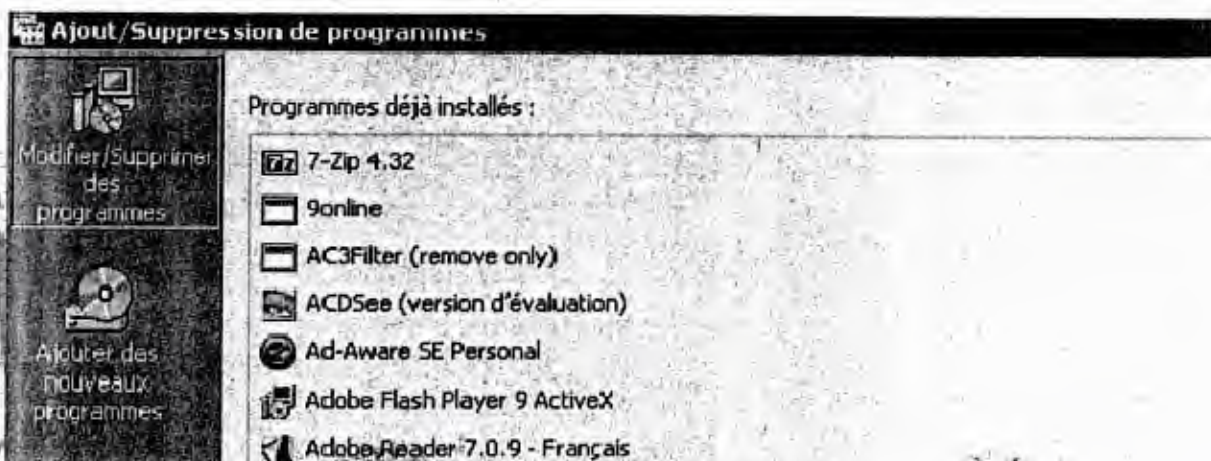 Ajout/Suppression de programmes
Modifier/Supprimer
des
programmes
Ajouter des
nouveaux
programmes
Programmes déjà installés :
7-Zip 4.32
9online
AC3Filter (remove only)
ACDSee (version d'évaluation)
Ad-Aware SE Personal
Adobe Flash Player 9 ActiveX
Adobe Reader 7.0.9 - Français